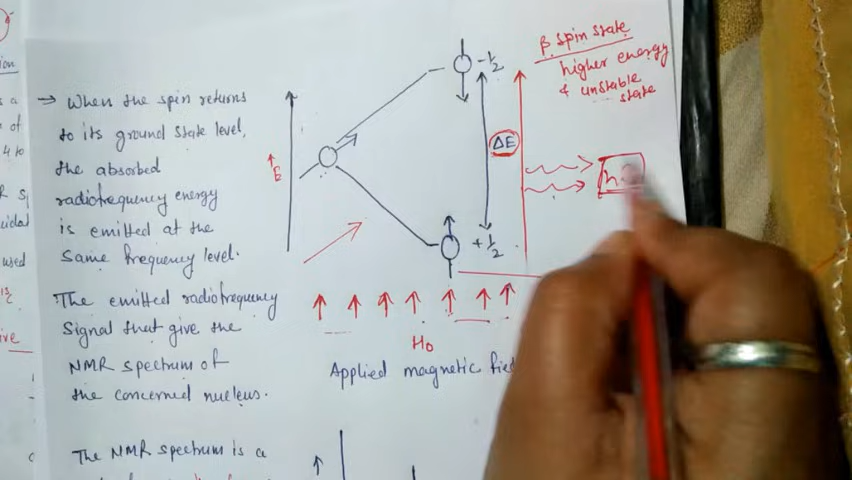 → When the spin returns
to its ground state level,
the absorbed
radiofrequency energy
is emitted at the
same frequency level.
The emitted radiofrequency
signal that give the
NMR spectrum of
the concerned nucleus.
The NMR spectrum is a
↑
E
-1/2
ΔE
+1/2
H0
Applied magnetic
β spin state
higher energy
& unstable
state